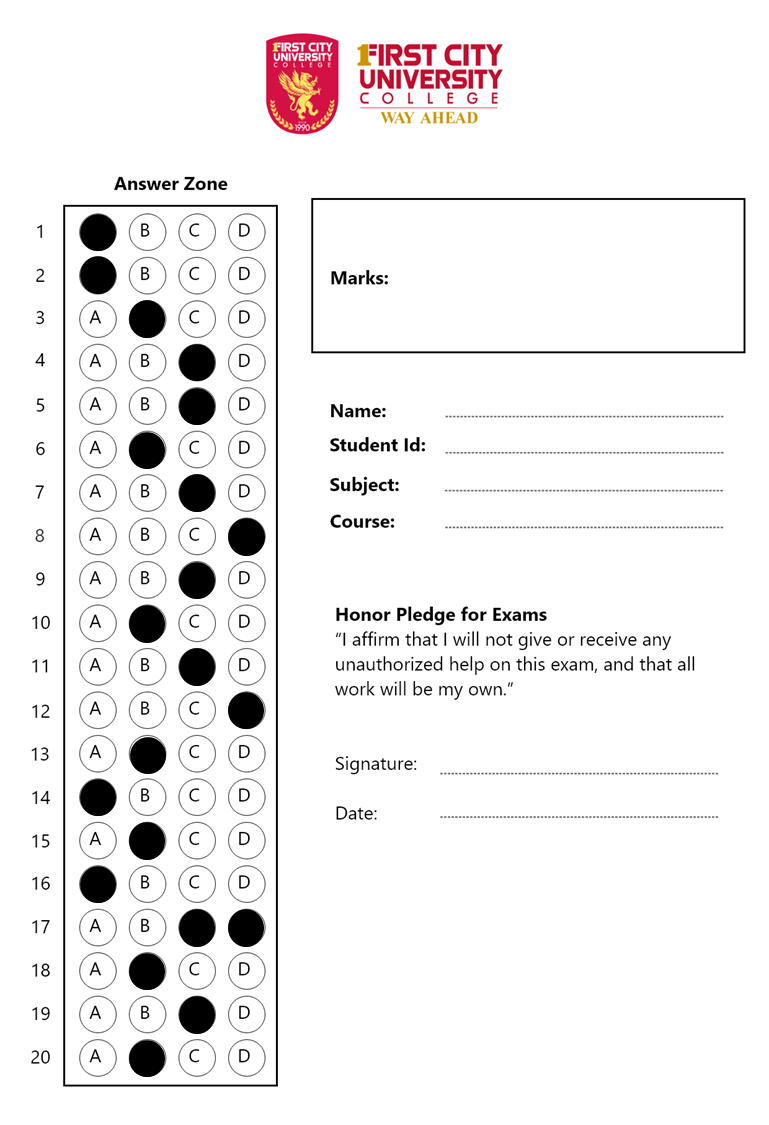 1FIRST CITY
UNIVERSITY
COLLEGE
1990
1FIRST CITY
UNIVERSITY
COLLEGE
WAY AHEAD
Answer Zone
1 B C D
2 B C D
3 A C D
4 A B D
5 A B D
6 A C D
7 A B D
8 A B C
9 A B D
10 A C D
11 A B D
12 A B C
13 A C D
14 B C D
15 A C D
16 B C D
17 A B
18 A C D
19 A B D
20 A C D
Marks:
Name:
Student Id:
Subject:
Course:
Honor Pledge for Exams
“I affirm that I will not give or receive any
unauthorized help on this exam, and that all
work will be my own.”
Signature:
Date: